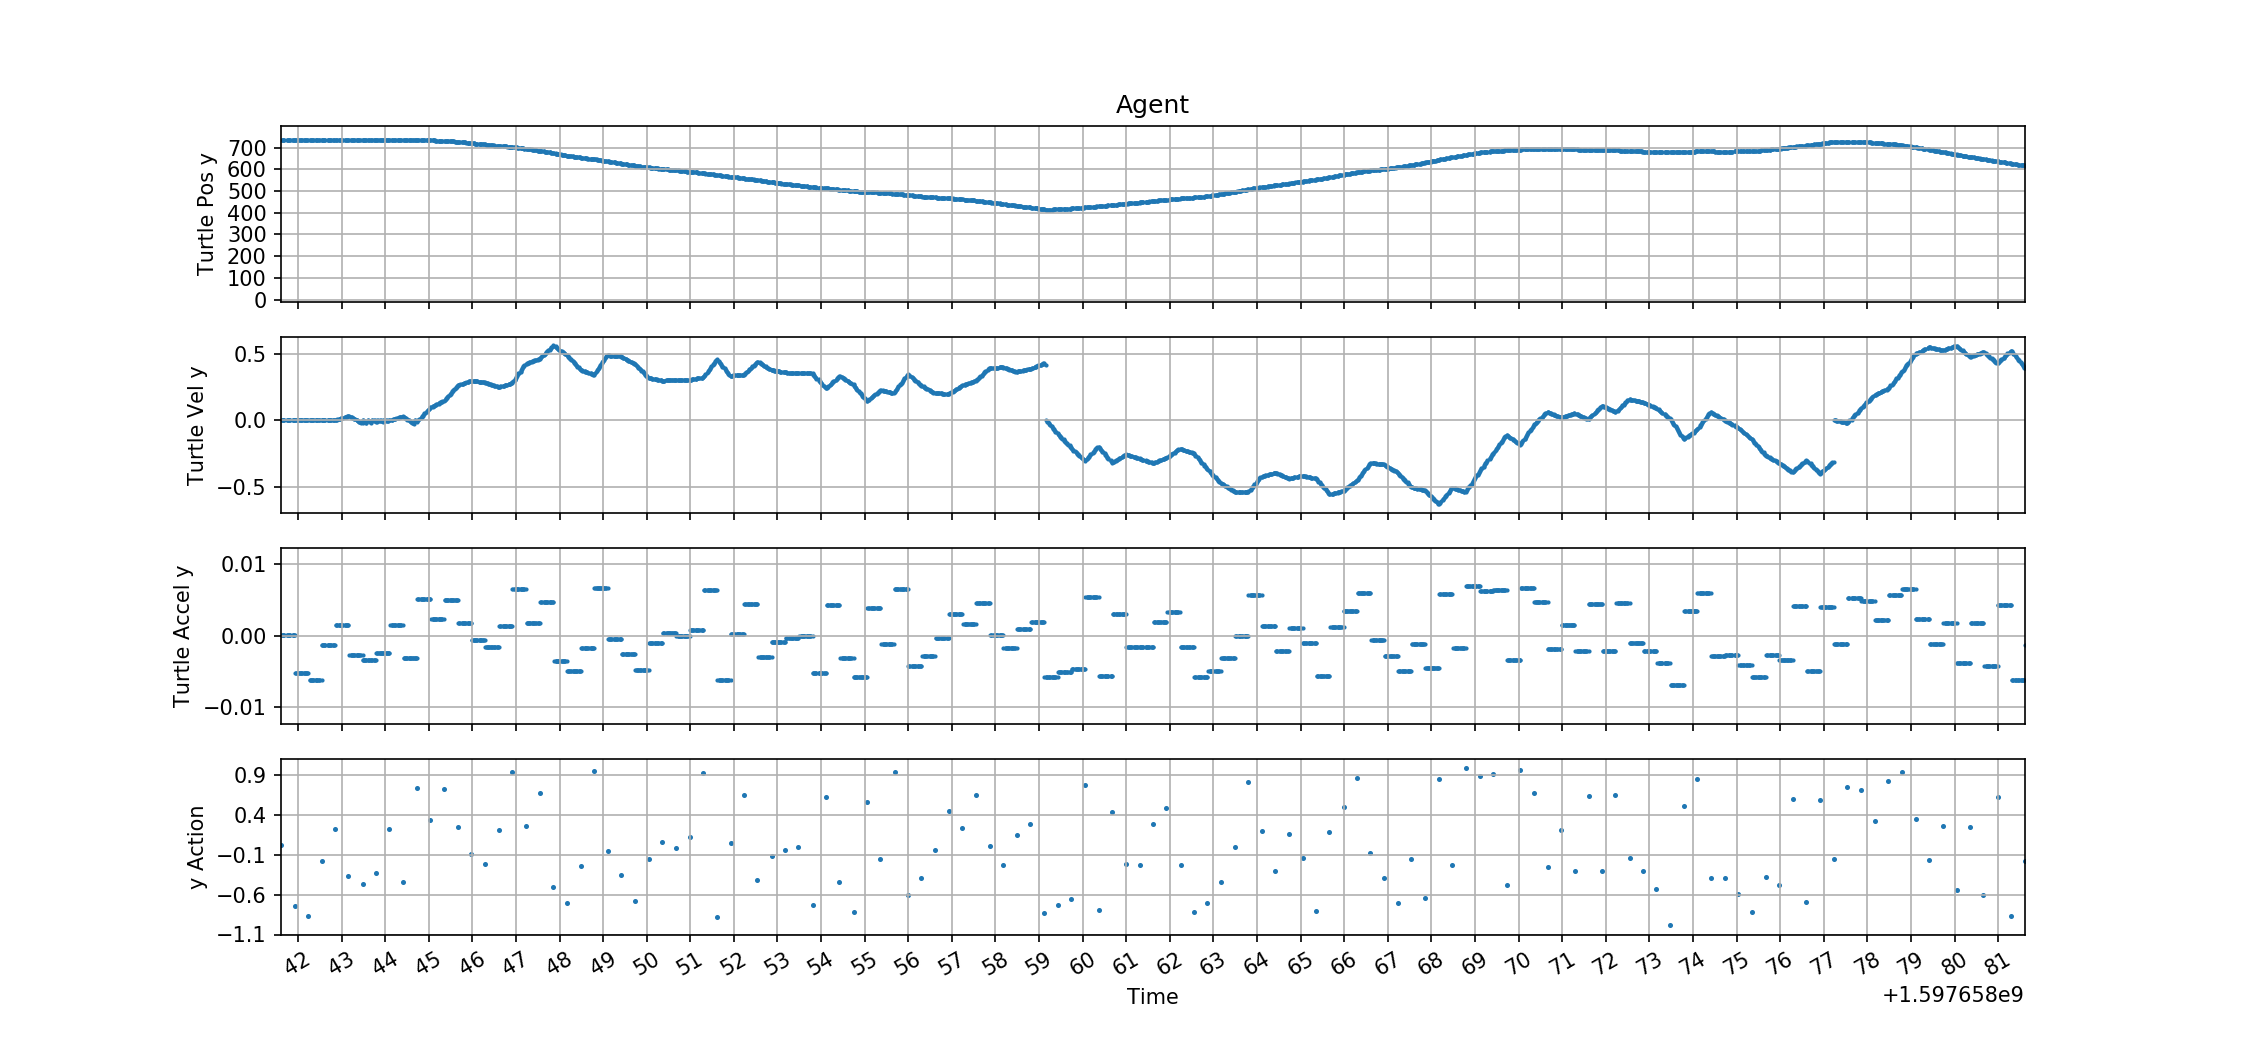 Agent
Turtle Pos y
700
600
500
400
300
200
100
0
Turtle Vel y
0.5
0.0
−0.5
Turtle Accel y
0.01
0.00
−0.01
y Action
0.9
0.4
−0.1
−0.6
−1.1
42 43 44 45 46 47 48 49 50 51 52 53 54 55 56 57 58 59 60 61 62 63 64 65 66 67 68 69 70 71 72 73 74 75 76 77 78 79 80 81
Time
+1.597658e9